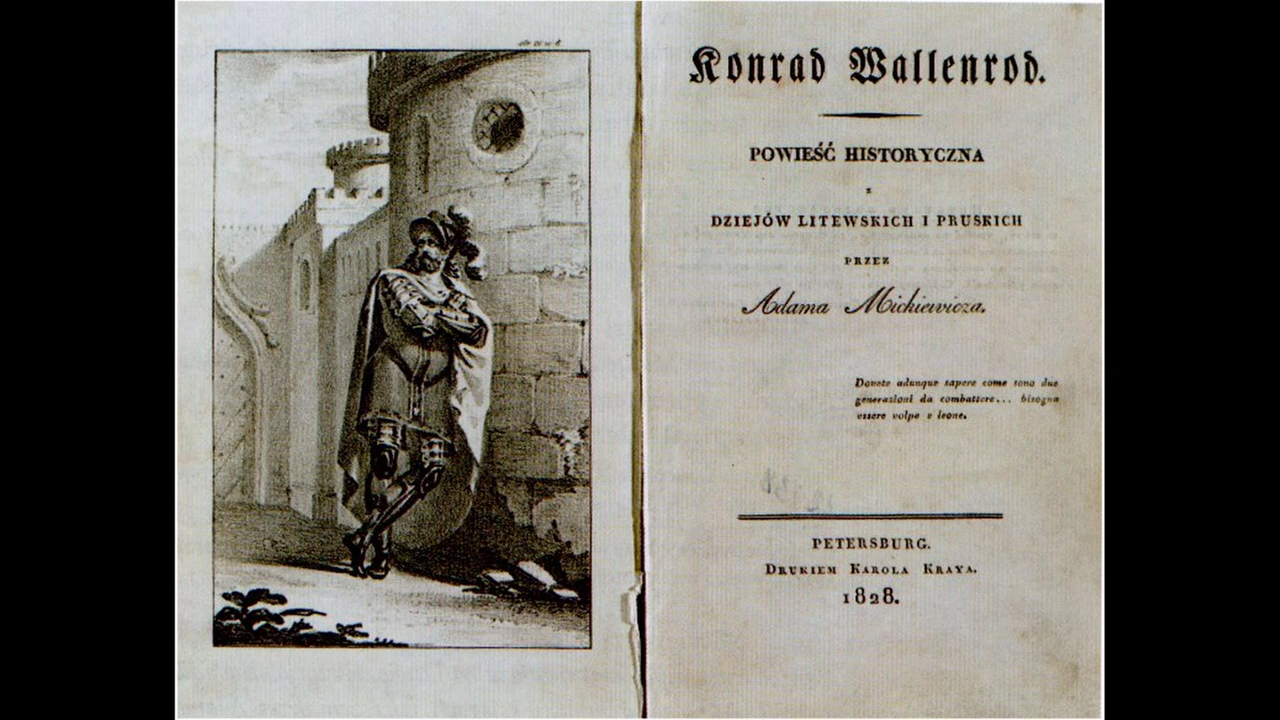 Konrad Wallenrod.
POWIEŚĆ HISTORYCZNA
z
DZIEJÓW LITEWSKICH I PRUSKICH
PRZEZ
Adama Mickiewicza.
Dovete adunque sapere come sono due
generazioni da combattere... bisogna
essere volpe e leone.
PETERSBURG.
DRUKIEM KAROLA KRAYA.
1828.